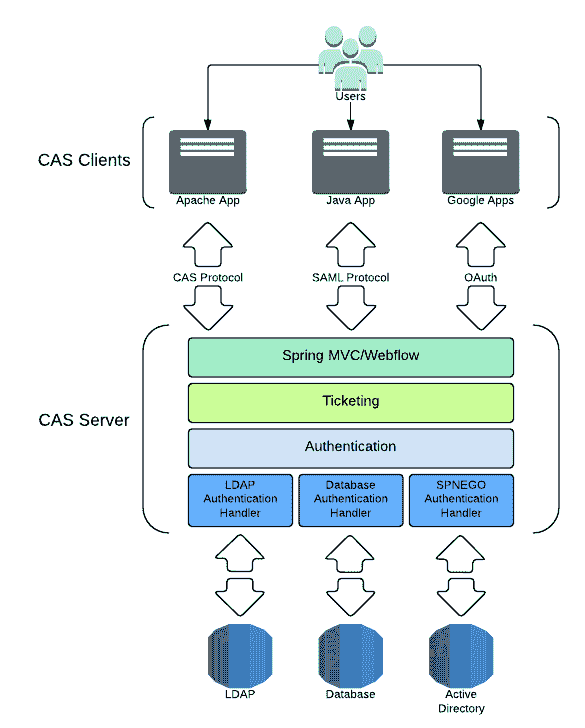 Users
CAS Clients
Apache App
Java App
Google Apps
CAS Protocol
SAML Protocol
OAuth
CAS Server
Spring MVC/Webflow
Ticketing
Authentication
LDAP
Authentication
Handler
Database
Authentication
Handler
SPNEGO
Authentication
Handler
LDAP
Database
Active
Directory